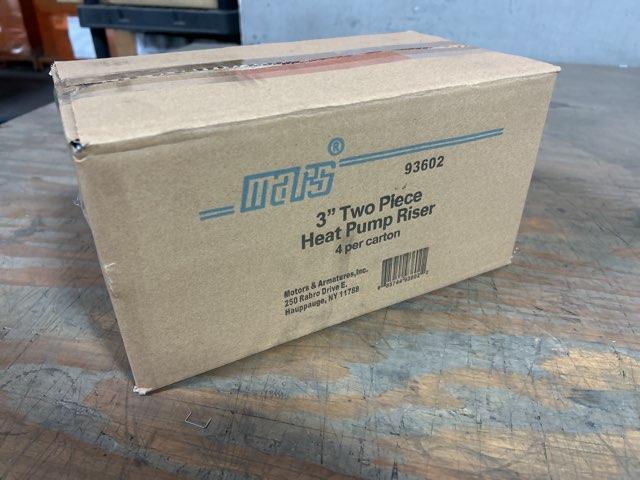 mars®
93602
3" Two Piece
Heat Pump Riser
4 per carton
Motors & Armatures,Inc.
250 Rabro Drive E.
Hauppauge, NY 11788